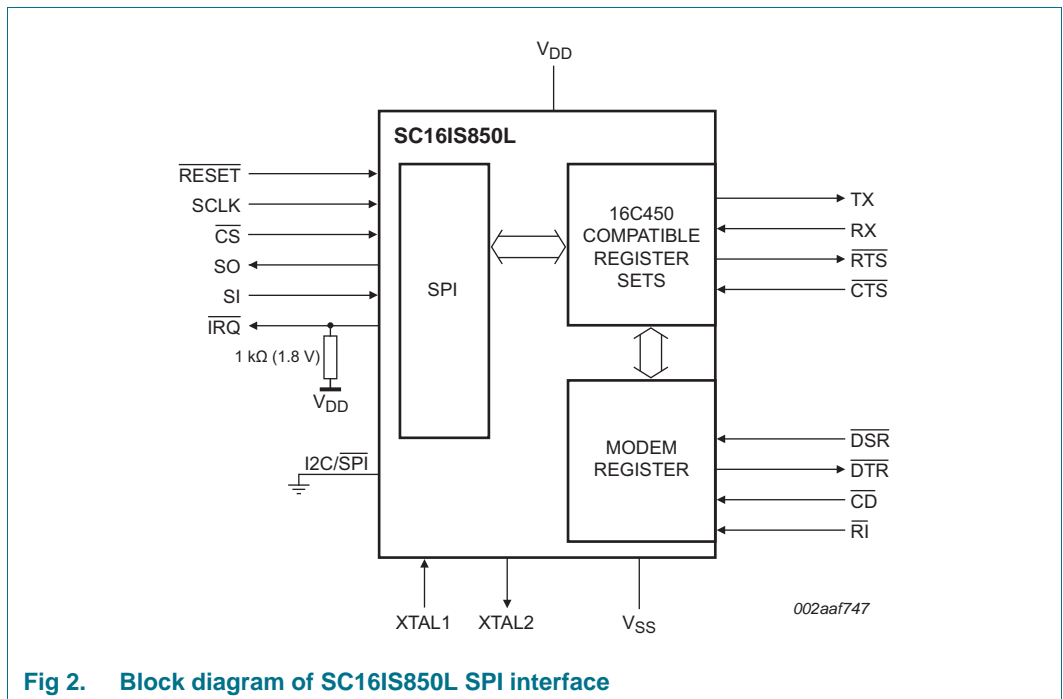 VDD
SC16IS850L
RESET
SCLK
CS
SO
SI
IRQ
1 kΩ (1.8 V)
VDD
I2C/SPI
SPI
16C450
COMPATIBLE
REGISTER
SETS
MODEM
REGISTER
TX
RX
RTS
CTS
DSR
DTR
CD
RI
XTAL1
XTAL2
VSS
002aaf747
Fig 2. Block diagram of SC16IS850L SPI interface